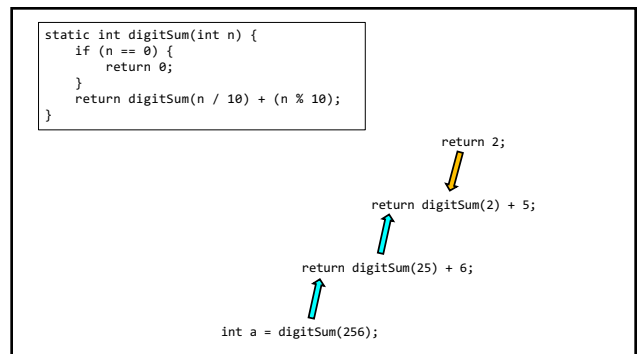 static int digitSum(int n) {
    if (n == 0) {
        return 0;
    }
    return digitSum(n / 10) + (n % 10);
}
return 2;
return digitSum(2) + 5;
return digitSum(25) + 6;
int a = digitSum(256);